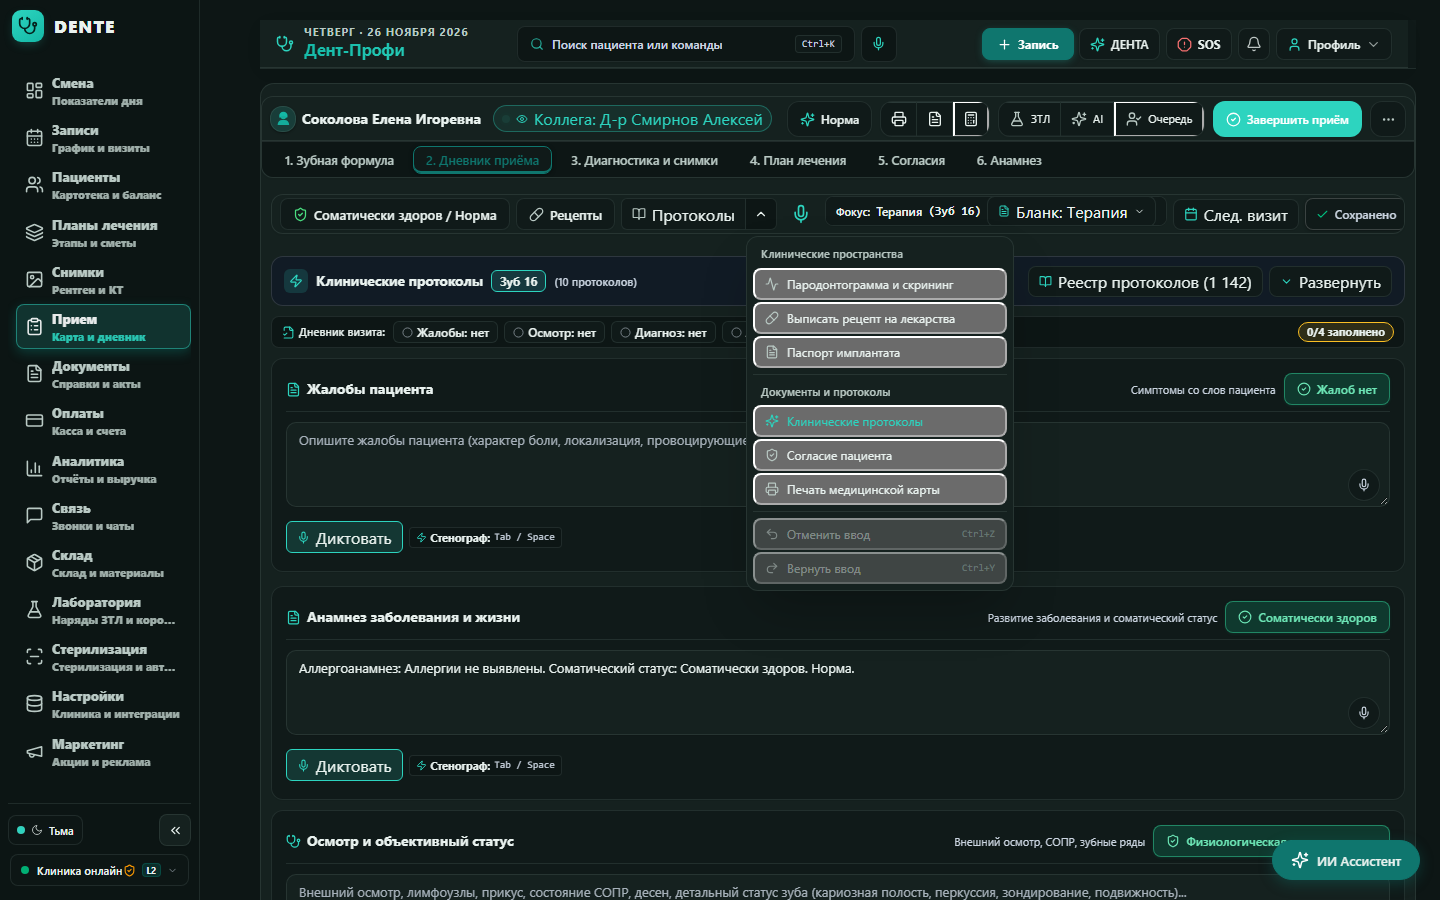 DENTE
Смена
Показатели дня
Записи
График и визиты
Пациенты
Картотека и баланс
Планы лечения
Этапы и сметы
Снимки
Рентген и КТ
Прием
Карта и дневник
Документы
Справки и акты
Оплаты
Касса и счета
Аналитика
Отчёты и выручка
Связь
Звонки и чаты
Склад
Склад и материалы
Лаборатория
Наряды ЗТЛ и коро...
Стерилизация
Стерилизация и авт...
Настройки
Клиника и интеграции
Маркетинг
Акции и реклама
Тьма
Клиника онлайн L2
ЧЕТВЕРГ · 26 НОЯБРЯ 2026
Дент-Профи
Поиск пациента или команды Ctrl+K
Запись
ДЕНТА
SOS
Профиль
Соколова Елена Игоревна
Коллега: Д-р Смирнов Алексей
Норма
ЗТЛ
AI
Очередь
Завершить приём
1. Зубная формула
2. Дневник приёма
3. Диагностика и снимки
4. План лечения
5. Согласия
6. Анамнез
Соматически здоров / Норма
Рецепты
Протоколы
Фокус: Терапия (Зуб 16)
Бланк: Терапия
След. визит
Сохранено
Клинические протоколы Зуб 16 (10 протоколов)
Реестр протоколов (1 142)
Развернуть
Дневник визита:
Жалобы: нет
Осмотр: нет
Диагноз: нет
0/4 заполнено
Клинические пространства
Пародонтограмма и скрининг
Выписать рецепт на лекарства
Паспорт имплантата
Документы и протоколы
Клинические протоколы
Согласие пациента
Печать медицинской карты
Отменить ввод Ctrl+Z
Вернуть ввод Ctrl+Y
Жалобы пациента
Симптомы со слов пациента
Жалоб нет
Опишите жалобы пациента (характер боли, локализация, провоцирующие
Диктовать
Стенограф: Tab / Space
Анамнез заболевания и жизни
Развитие заболевания и соматический статус
Соматически здоров
Аллергоанамнез: Аллергии не выявлены. Соматический статус: Соматически здоров. Норма.
Диктовать
Стенограф: Tab / Space
Осмотр и объективный статус
Внешний осмотр, СОПР, зубные ряды
Физиологическая
Внешний осмотр, лимфоузлы, прикус, состояние СОПР, десен, детальный статус зуба (кариозная полость, перкуссия, зондирование, подвижность)...
ИИ Ассистент